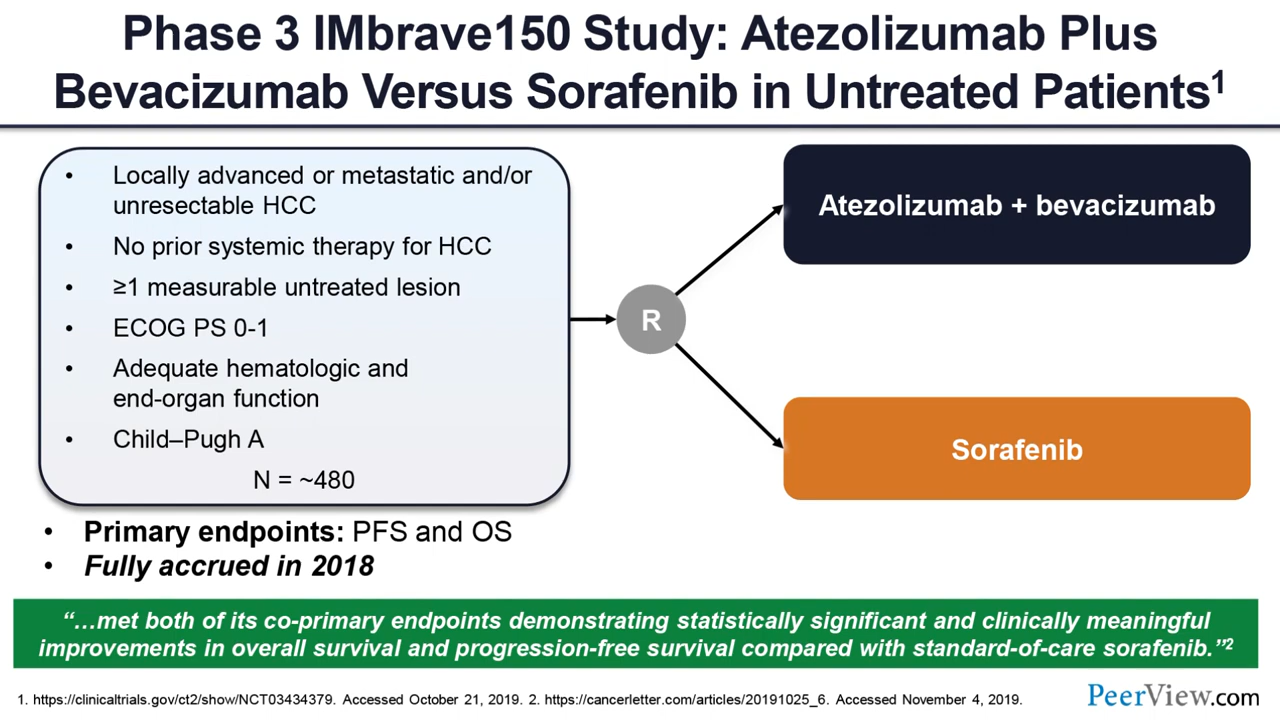 Phase 3 IMbrave150 Study: Atezolizumab Plus
Bevacizumab Versus Sorafenib in Untreated Patients1
• Locally advanced or metastatic and/or
unresectable HCC
• No prior systemic therapy for HCC
• ≥1 measurable untreated lesion
• ECOG PS 0-1
• Adequate hematologic and
end-organ function
• Child–Pugh A
N = ~480
R
Atezolizumab + bevacizumab
Sorafenib
• Primary endpoints: PFS and OS
• Fully accrued in 2018
“…met both of its co-primary endpoints demonstrating statistically significant and clinically meaningful
improvements in overall survival and progression-free survival compared with standard-of-care sorafenib.”2
1. https://clinicaltrials.gov/ct2/show/NCT03434379. Accessed October 21, 2019. 2. https://cancerletter.com/articles/20191025_6. Accessed November 4, 2019.
PeerView.com